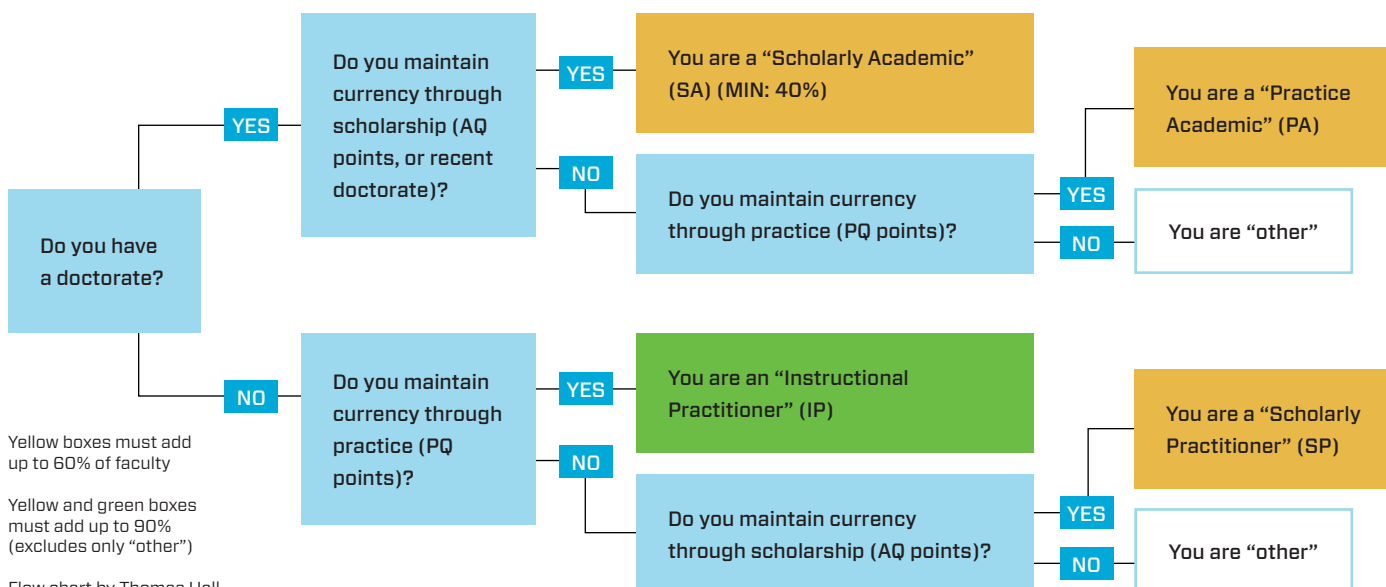 Do you have
a doctorate?
YES
Do you maintain
currency through
scholarship (AQ
points, or recent
doctorate)?
YES
You are a “Scholarly Academic”
(SA) (MIN: 40%)
NO
Do you maintain currency
through practice (PQ points)?
YES
You are a “Practice
Academic” (PA)
NO
You are “other”
NO
Do you maintain
currency through
practice (PQ
points)?
YES
You are an “Instructional
Practitioner” (IP)
NO
Do you maintain currency
through scholarship (AQ points)?
YES
You are a “Scholarly
Practitioner” (SP)
NO
You are “other”
Yellow boxes must add
up to 60% of faculty
Yellow and green boxes
must add up to 90%
(excludes only “other”)
Flow chart by Thomas Hall